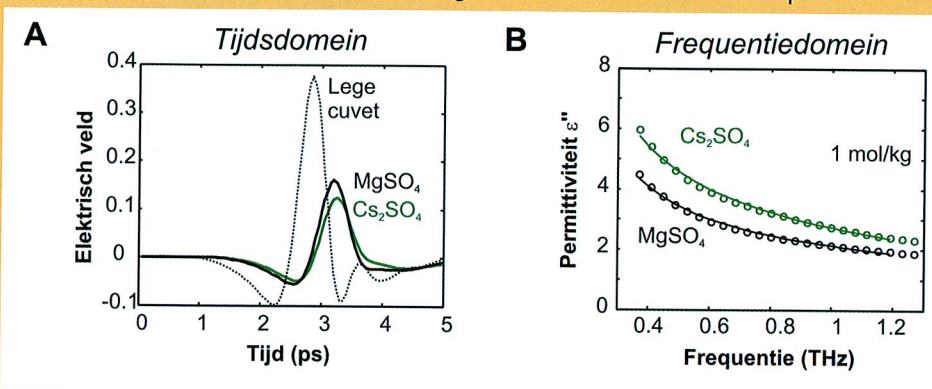 A
Tijdsdomein
0.4
0.3
0.2
0.1
0
-0.1
Elektrisch veld
Lege
cuvet
MgSO₄
Cs₂SO₄
0 1 2 3 4 5
Tijd (ps)
B
Frequentiedomein
8
6
4
2
0
Permittiviteit ε"
Cs₂SO₄
1 mol/kg
MgSO₄
0.4 0.6 0.8 1 1.2
Frequentie (THz)